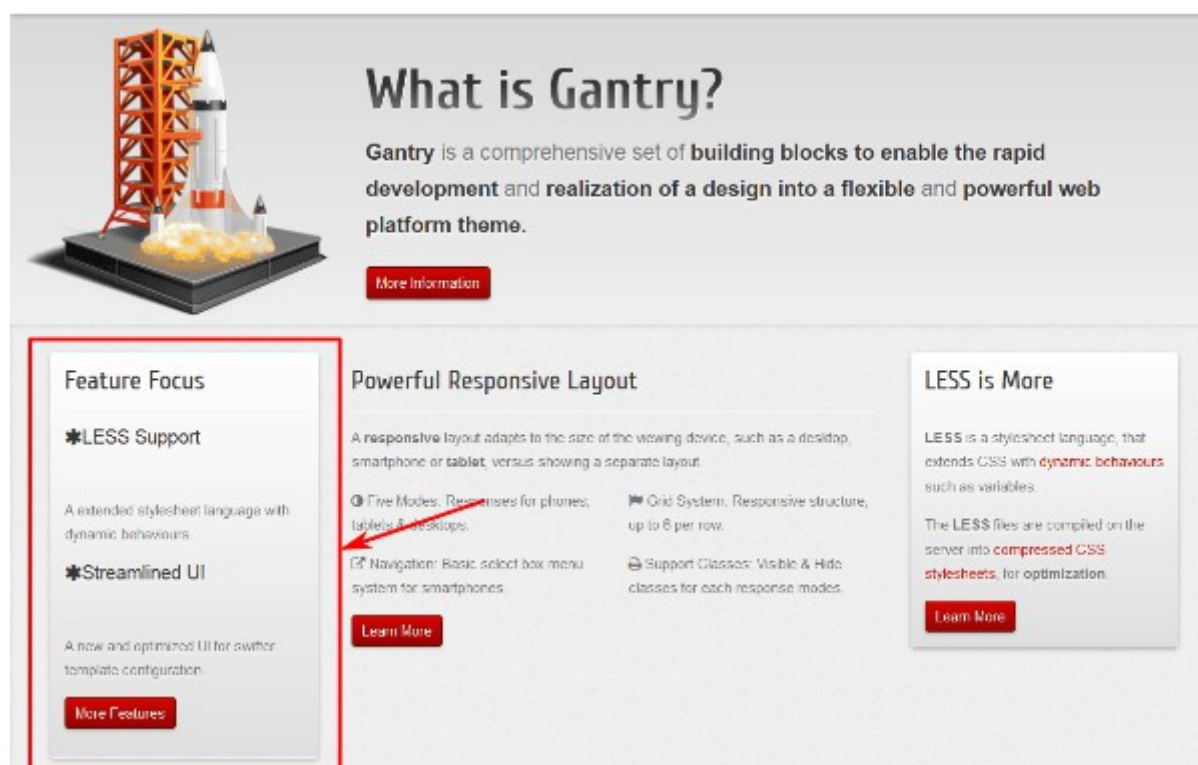 What is Gantry?
Gantry is a comprehensive set of building blocks to enable the rapid
development and realization of a design into a flexible and powerful web
platform theme.
More Information
Feature Focus
✱LESS Support
A extended stylesheet language with
dynamic behaviours.
✱Streamlined UI
A new and optimized UI for swifter
template configuration.
More Features
Powerful Responsive Layout
A responsive layout adapts to the size of the viewing device, such as a desktop,
smartphone or tablet, versus showing a separate layout.
Five Modes: Responses for phones,
tablets & desktops.
Navigation: Basic select box menu
system for smartphones.
Grid System: Responsive structure,
up to 6 per row.
Support Classes: Visible & Hide
classes for each response modes.
Learn More
LESS is More
LESS is a stylesheet language, that
extends CSS with dynamic behaviours
such as variables.
The LESS files are compiled on the
server into compressed CSS
stylesheets, for optimization.
Learn More